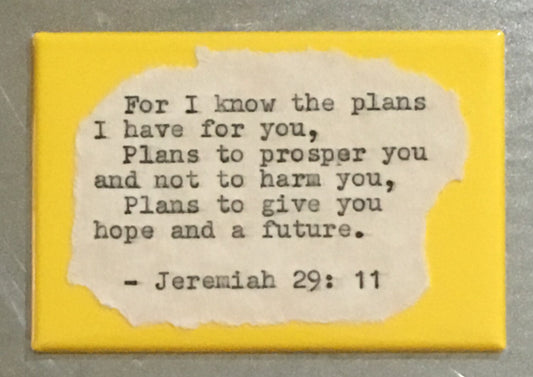 For I know the plans
I have for you,
Plans to prosper you
and not to harm you,
Plans to give you
hope and a future.
- Jeremiah 29: 11